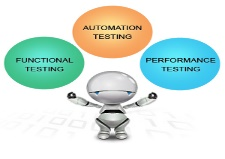 AUTOMATION
TESTING
FUNCTIONAL
TESTING
PERFORMANCE
TESTING